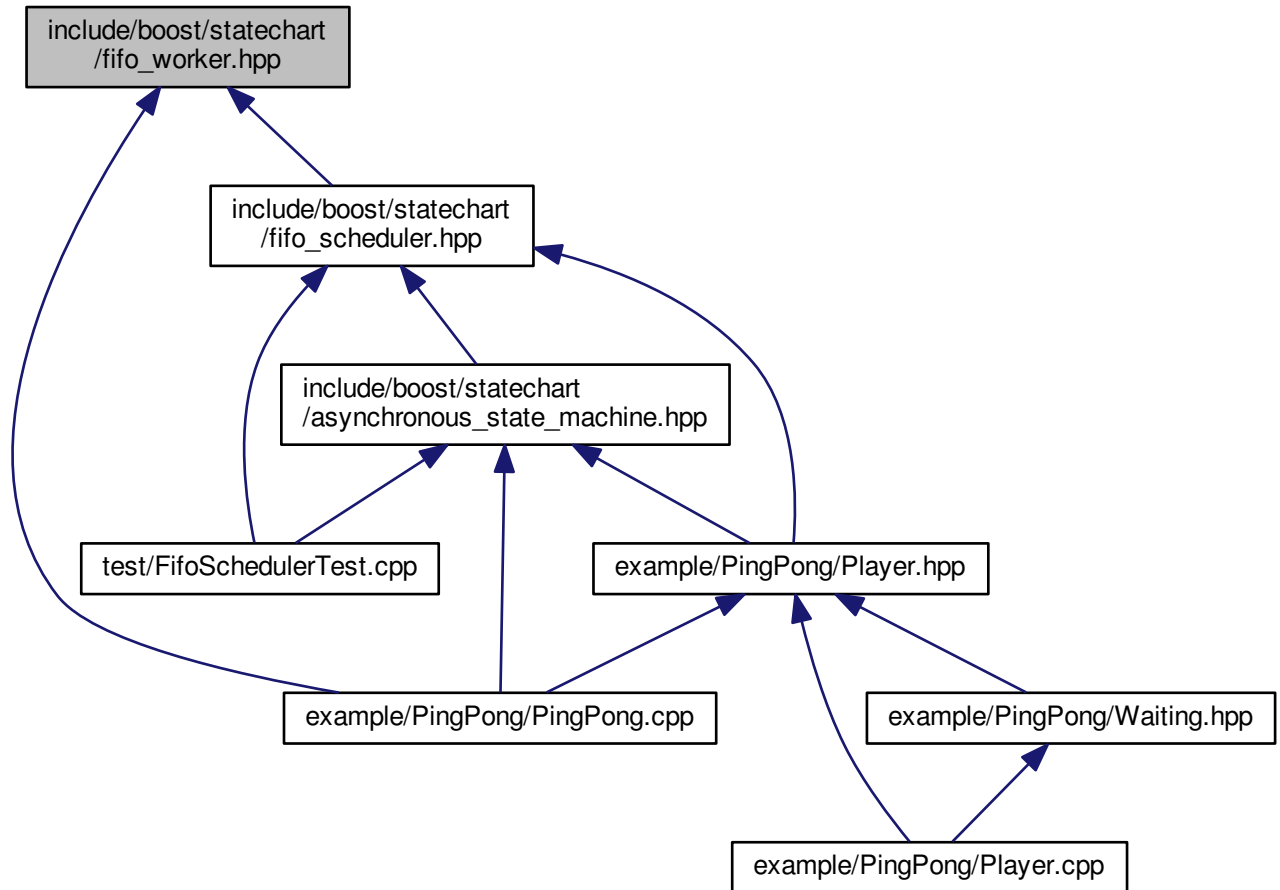 include/boost/statechart
/fifo_worker.hpp
include/boost/statechart
/fifo_scheduler.hpp
include/boost/statechart
/asynchronous_state_machine.hpp
test/FifoSchedulerTest.cpp
example/PingPong/Player.hpp
example/PingPong/PingPong.cpp
example/PingPong/Waiting.hpp
example/PingPong/Player.cpp